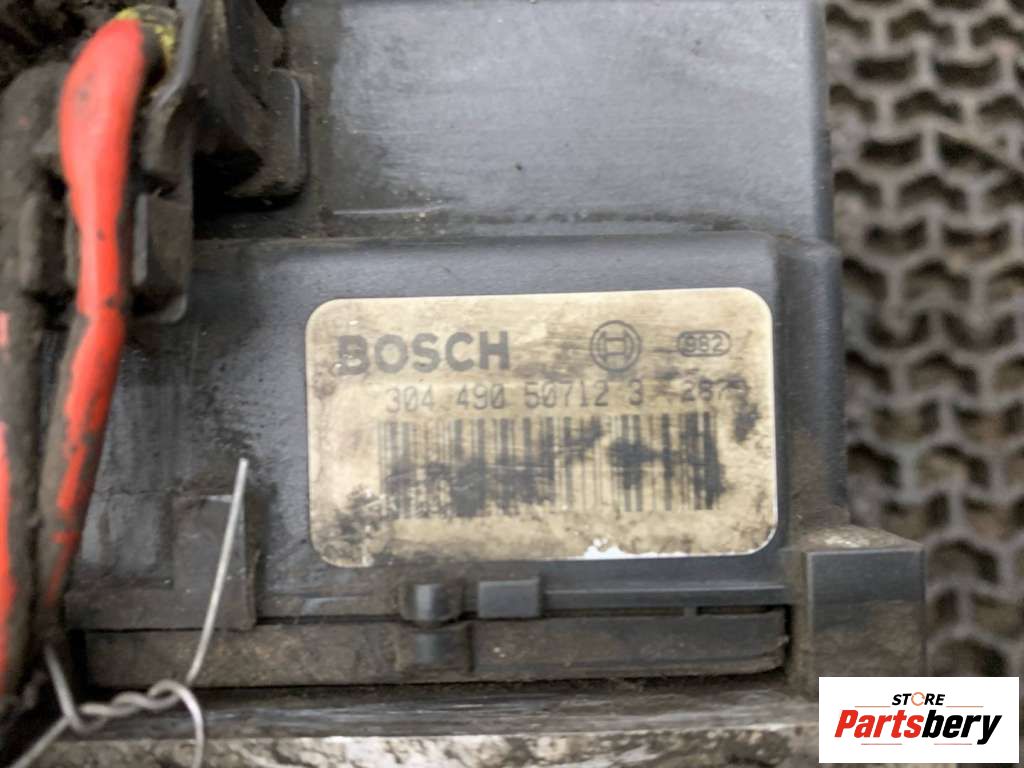 BOSCH 982
304 490 50712 3
STORE
Partsbery